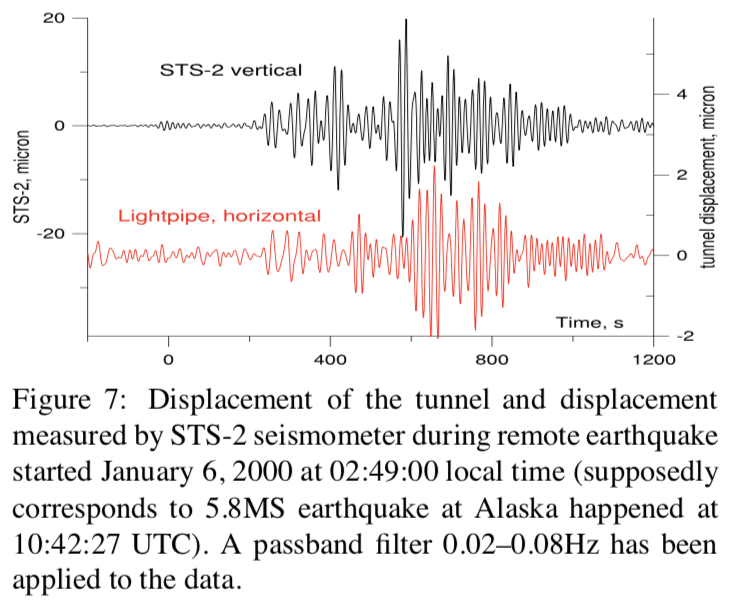 20
STS-2 vertical
4
0
STS-2, micron
tunnel displacement, micron
2
Lightpipe, horizontal
-20
0
Time, s
-2
0 400 800 1200
Figure 7: Displacement of the tunnel and displacement
measured by STS-2 seismometer during remote earthquake
started January 6, 2000 at 02:49:00 local time (supposedly
corresponds to 5.8MS earthquake at Alaska happened at
10:42:27 UTC). A passband filter 0.02–0.08Hz has been
applied to the data.